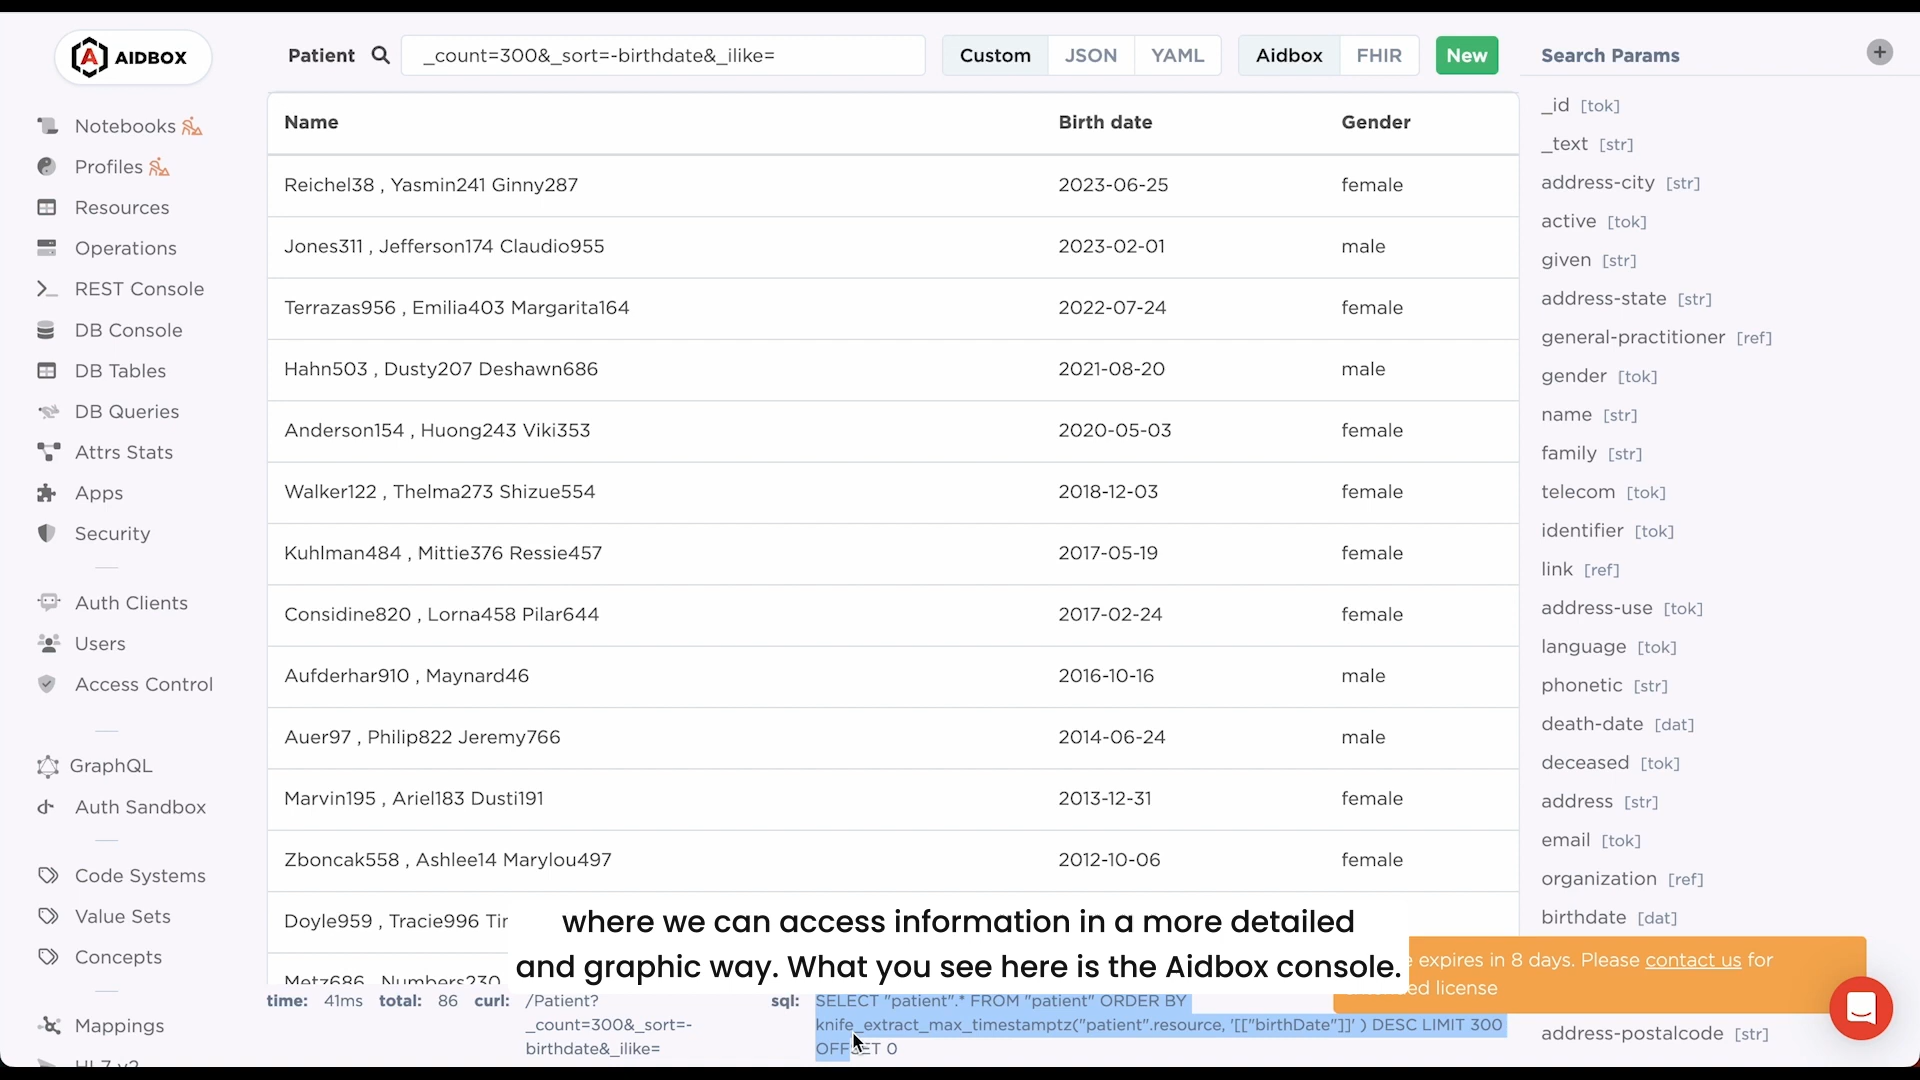 AIDBOX
Patient
_count=300&_sort=-birthdate&_ilike=
Custom JSON YAML
Aidbox FHIR
New
Search Params
Notebooks
Profiles
Resources
Operations
REST Console
DB Console
DB Tables
DB Queries
Attrs Stats
Apps
Security
Auth Clients
Users
Access Control
GraphQL
Auth Sandbox
Code Systems
Value Sets
Concepts
Mappings
HL7 v2
Name Birth date Gender
Reichel38 , Yasmin241 Ginny287 2023-06-25 female
Jones311 , Jefferson174 Claudio955 2023-02-01 male
Terrazas956 , Emilia403 Margarita164 2022-07-24 female
Hahn503 , Dusty207 Deshawn686 2021-08-20 male
Anderson154 , Huong243 Viki353 2020-05-03 female
Walker122 , Thelma273 Shizue554 2018-12-03 female
Kuhlman484 , Mittie376 Ressie457 2017-05-19 female
Considine820 , Lorna458 Pilar644 2017-02-24 female
Aufderhar910 , Maynard46 2016-10-16 male
Auer97 , Philip822 Jeremy766 2014-06-24 male
Marvin195 , Ariel183 Dusti191 2013-12-31 female
Zboncak558 , Ashlee14 Marylou497 2012-10-06 female
Doyle959 , Tracie996
Metz686 , Numbers230
where we can access information in a more detailed
and graphic way. What you see here is the Aidbox console.
time: 41ms total: 86 curl: /Patient?
_count=300&_sort=-
birthdate&_ilike=
sql: SELECT "patient".* FROM "patient" ORDER BY
knife_extract_max_timestamptz("patient".resource, '[["birthDate"]]' ) DESC LIMIT 300
OFFSET 0
_id [tok]
_text [str]
address-city [str]
active [tok]
given [str]
address-state [str]
general-practitioner [ref]
gender [tok]
name [str]
family [str]
telecom [tok]
identifier [tok]
link [ref]
address-use [tok]
language [tok]
phonetic [str]
death-date [dat]
deceased [tok]
address [str]
email [tok]
organization [ref]
birthdate [dat]
expires in 8 days. Please contact us for
license
address-postalcode [str]